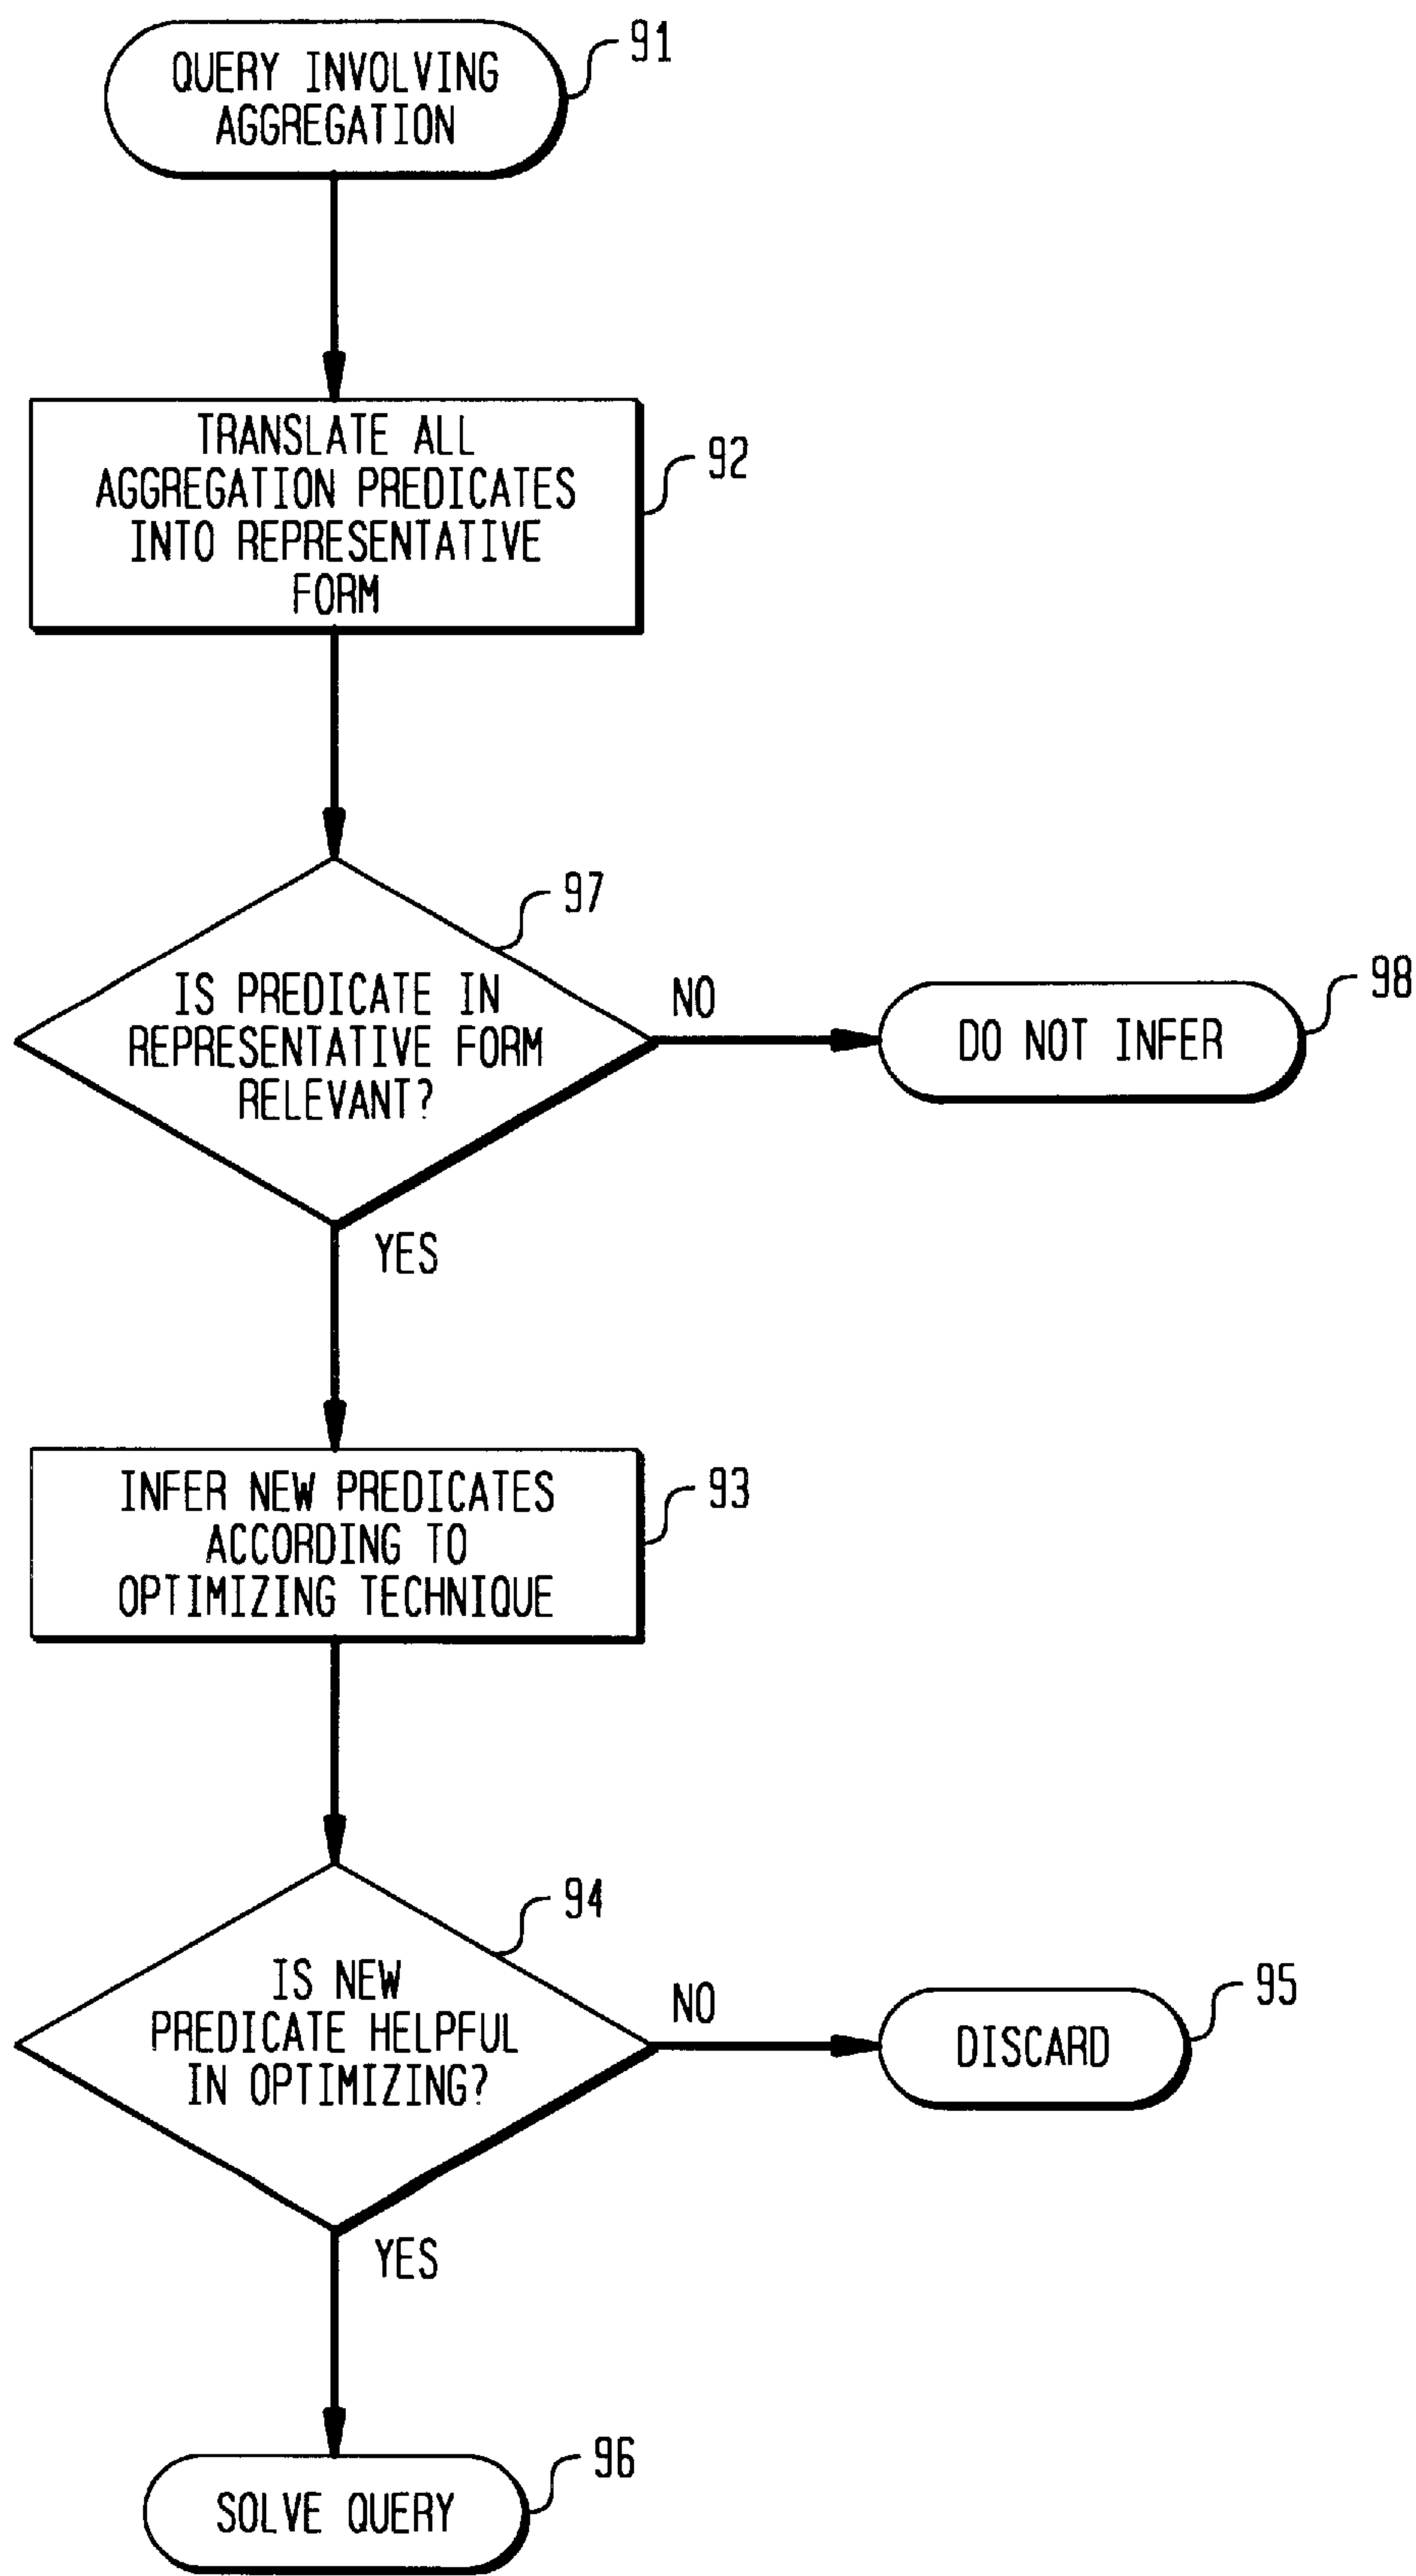 QUERY INVOLVING
AGGREGATION
91
TRANSLATE ALL
AGGREGATION PREDICATES
INTO REPRESENTATIVE
FORM
92
97
IS PREDICATE IN
REPRESENTATIVE FORM
RELEVANT?
NO
DO NOT INFER
98
YES
INFER NEW PREDICATES
ACCORDING TO
OPTIMIZING TECHNIQUE
93
94
IS NEW
PREDICATE HELPFUL
IN OPTIMIZING?
NO
DISCARD
95
YES
SOLVE QUERY
96